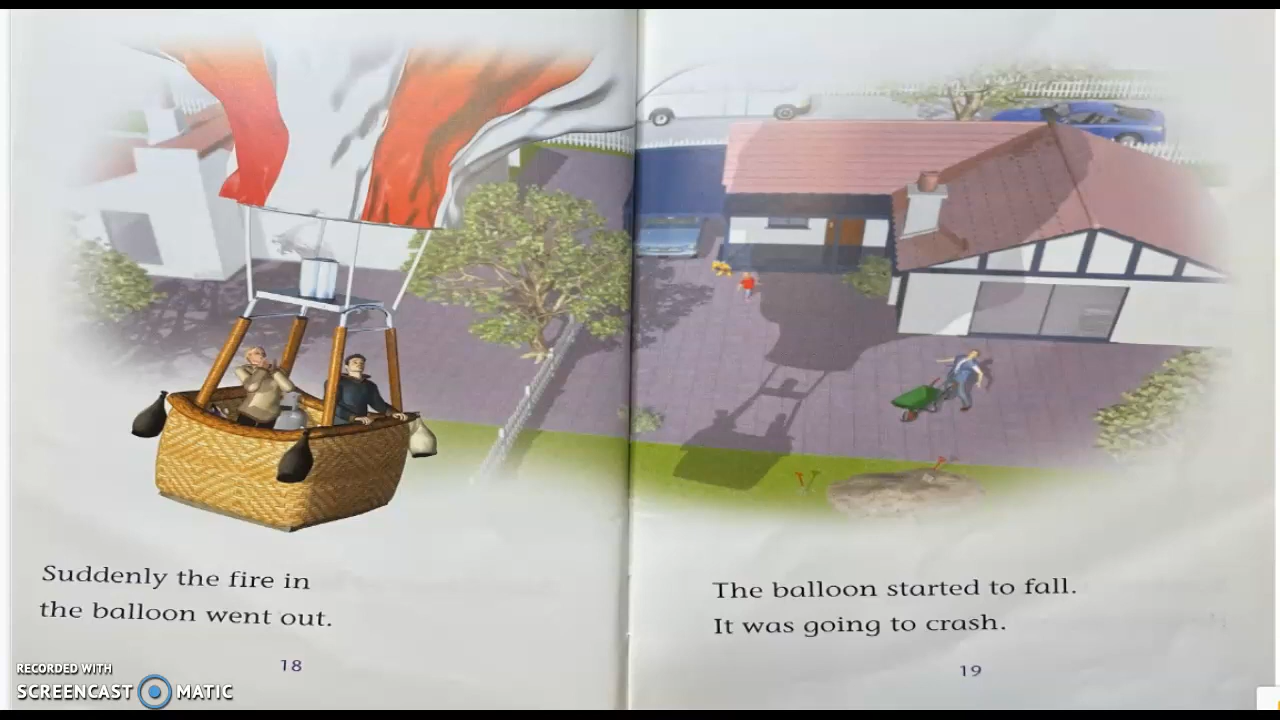 Suddenly the fire in
the balloon went out.
18
The balloon started to fall.
It was going to crash.
19
RECORDED WITH
SCREENCAST MATIC